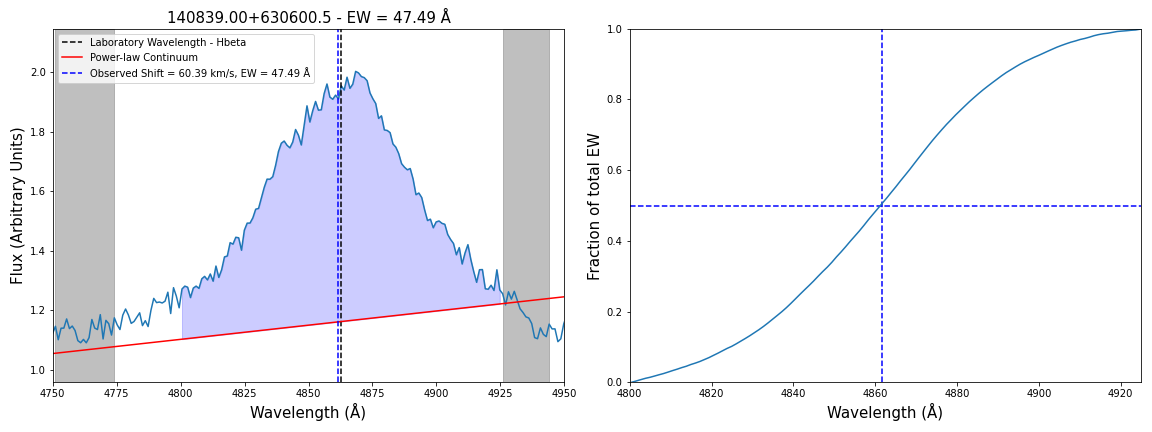 140839.00+630600.5 - EW = 47.49 Å
Laboratory Wavelength - Hbeta
Power-law Continuum
Observed Shift = 60.39 km/s, EW = 47.49 Å
Flux (Arbitrary Units)
2.0
1.8
1.6
1.4
1.2
1.0
4750 4775 4800 4825 4850 4875 4900 4925 4950
Wavelength (Å)
Fraction of total EW
1.0
0.8
0.6
0.4
0.2
0.0
4800 4820 4840 4860 4880 4900 4920
Wavelength (Å)